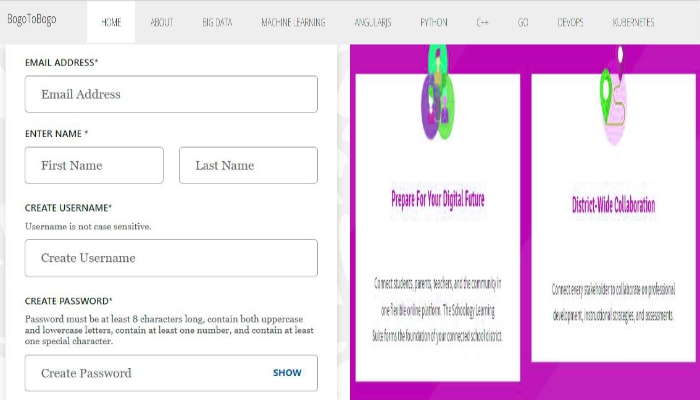 BogoToBogo
HOME ABOUT BIG DATA MACHINE LEARNING ANGULARJS PYTHON C++ GO DEVOPS KUBERNETES
EMAIL ADDRESS*
Email Address
ENTER NAME *
First Name Last Name
CREATE USERNAME*
Username is not case sensitive.
Create Username
CREATE PASSWORD*
Password must be at least 8 characters long, contain both uppercase
and lowercase letters, contain at least one number, and contain at least
one special character.
Create Password SHOW
Prepare For Your Digital Future
Connect students, parents, teachers, and the community in
one flexible online platform. The Schoology Learning
Suite forms the foundation of your connected school district.
District-Wide Collaboration
Connect every stakeholder to collaborate on professional
development, instructional strategies, and assessments.